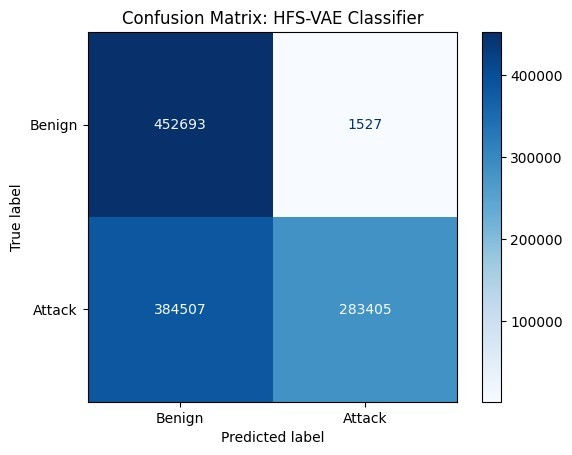 Confusion Matrix: HFS-VAE Classifier
Benign
452693
1527
Attack
384507
283405
Benign
Attack
Predicted label
True label
400000
300000
200000
100000